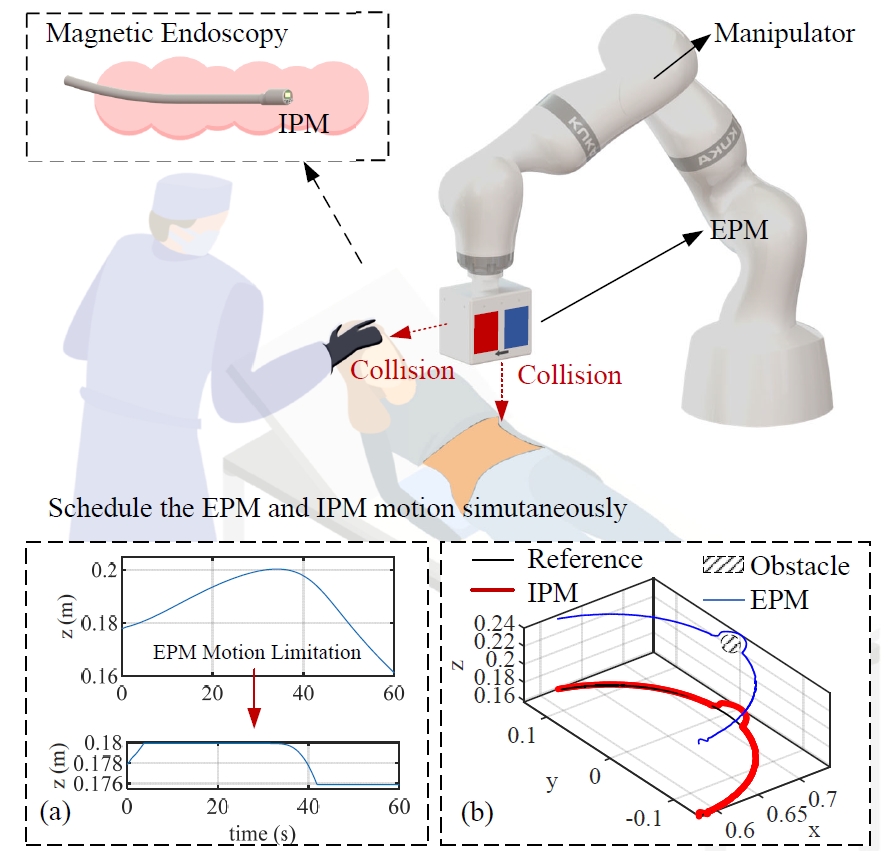 Magnetic Endoscopy
IPM
Manipulator
KUKA
KUKA
EPM
Collision
Collision
Schedule the EPM and IPM motion simutaneously
0.2
0.18
0.16
z (m)
EPM Motion Limitation
0
20
40
60
0.18
0.176
z (m)
0
20
40
60
time (s)
(a)
Reference
IPM
Obstacle
EPM
0.24
0.22
0.2
0.18
0.16
z
0.1
0
-0.1
y
0.6
0.65
0.7
x
(b)